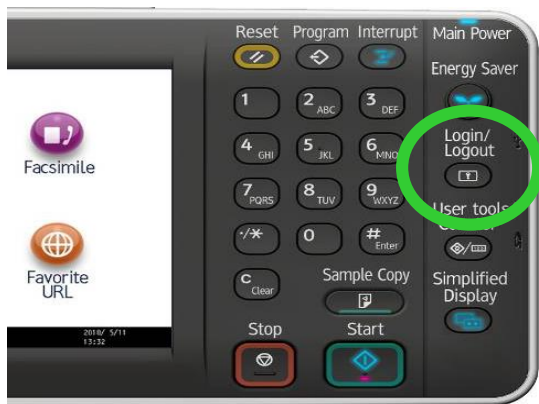 Reset Program Interrupt Main Power
Energy Saver
1
2 ABC
3 DEF
4 GHI
5 JKL
6 MNO
Login/
Logout
7 PQRS
8 TUV
9 WXYZ
User tools
·/✳
0
# Enter
C Clear
Sample Copy
Simplified
Display
Stop
Start
Facsimile
Favorite
URL
2010/ 5/11
13:32